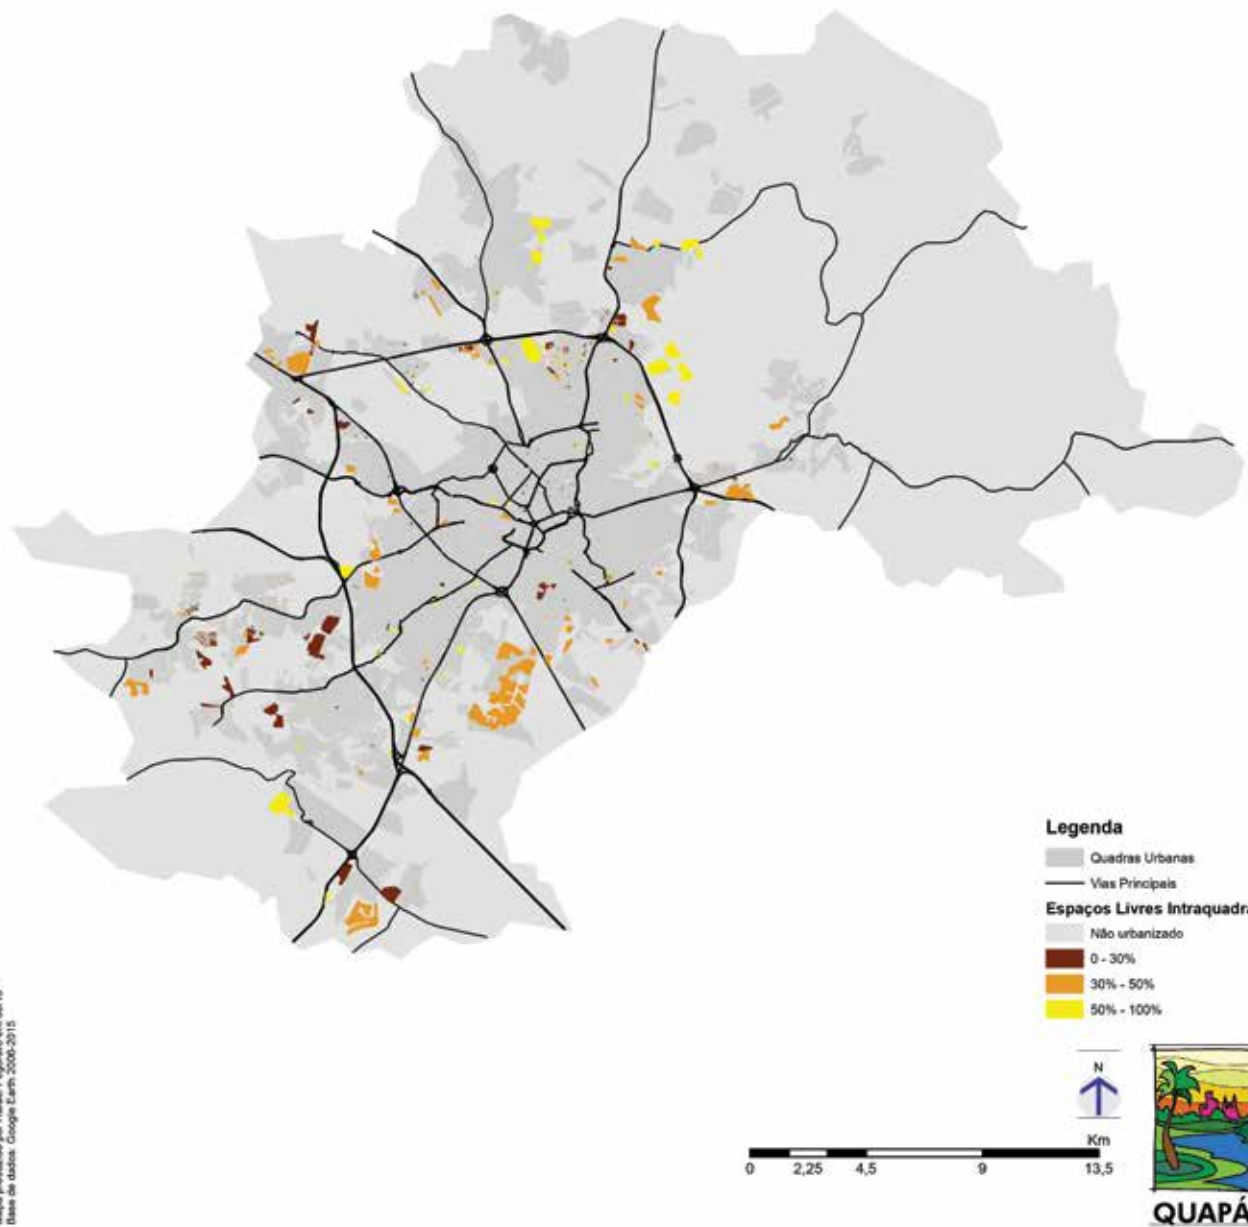 Legenda
Quadras Urbanas
Vias Principais
Espaços Livres Intraquadra
Não urbanizado
0 - 30%
30% - 50%
50% - 100%
N
Km
0 2,25 4,5 9 13,5
QUAPÁ
Base de dados: Google Earth 2006-2015